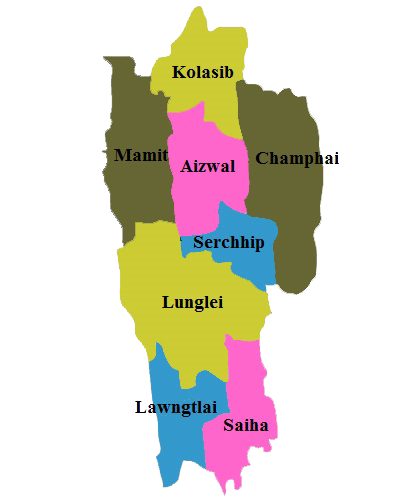 Kolasib
Mamit
Aizwal
Champhai
Serchhip
Lunglei
Lawngtlai
Saiha